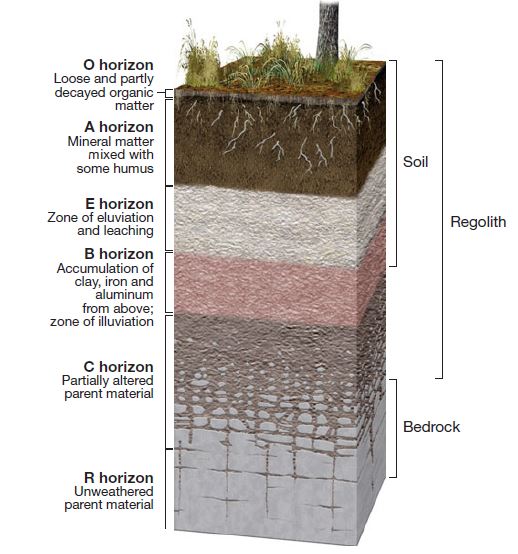 O horizon
Loose and partly
decayed organic
matter
A horizon
Mineral matter
mixed with
some humus
E horizon
Zone of eluviation
and leaching
B horizon
Accumulation of
clay, iron and
aluminum
from above;
zone of illuviation
C horizon
Partially altered
parent material
R horizon
Unweathered
parent material
Soil
Regolith
Bedrock